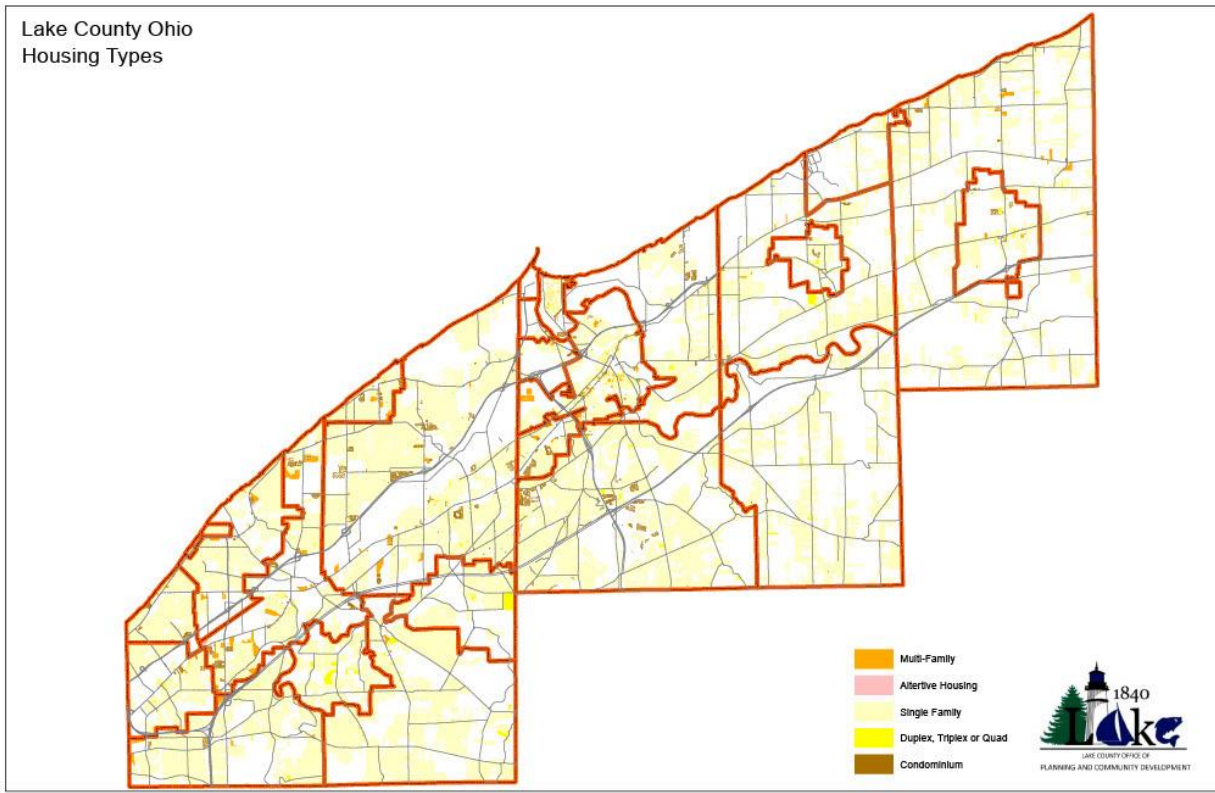 Lake County Ohio
Housing Types
Multi-Family
Altertive Housing
Single Family
Duplex, Triplex or Quad
Condominium
1840
Lake
LAKE COUNTY OFFICE OF
PLANNING AND COMMUNITY DEVELOPMENT